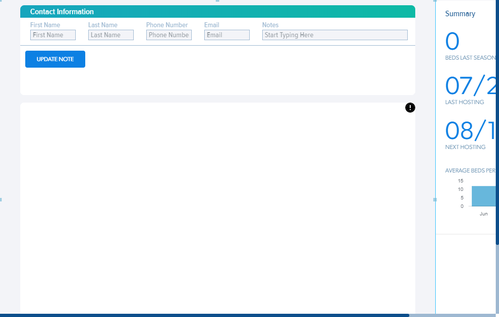 Contact Information
First Name Last Name Phone Number Email Notes
First Name Last Name Phone Numbe Email Start Typing Here
UPDATE NOTE
Summary
0
BEDS LAST SEASON
07/2
LAST HOSTING
08/1
NEXT HOSTING
AVERAGE BEDS PER
15
10
5
0
Jun